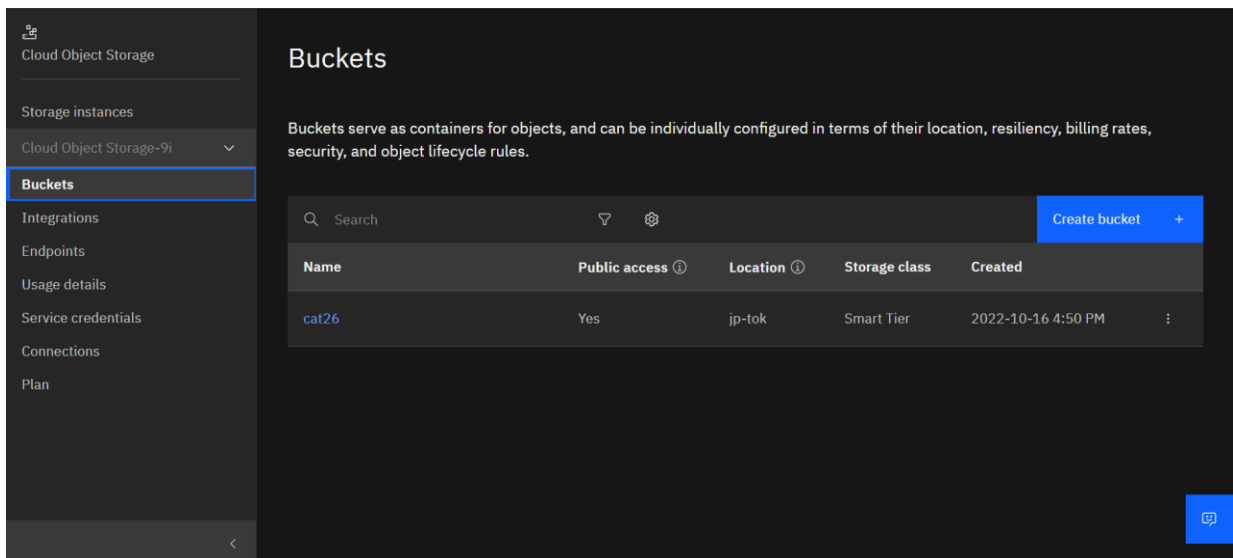 Cloud Object Storage
Storage instances
Cloud Object Storage-9i
Buckets
Integrations
Endpoints
Usage details
Service credentials
Connections
Plan
Buckets
Buckets serve as containers for objects, and can be individually configured in terms of their location, resiliency, billing rates,
security, and object lifecycle rules.
Search Create bucket +
Name Public access Location Storage class Created
cat26 Yes jp-tok Smart Tier 2022-10-16 4:50 PM